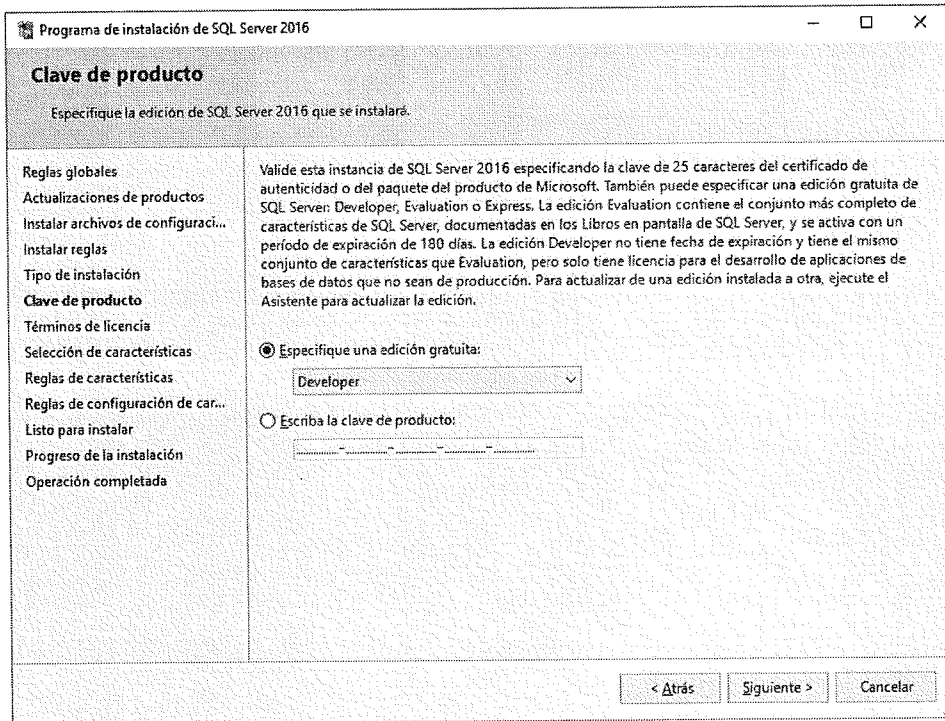 Programa de instalación de SQL Server 2016
Clave de producto
Especifique la edición de SQL Server 2016 que se instalará.
Reglas globales
Actualizaciones de productos
Instalar archivos de configuraci...
Instalar reglas
Tipo de instalación
Clave de producto
Términos de licencia
Selección de características
Reglas de características
Reglas de configuración de car...
Listo para instalar
Progreso de la instalación
Operación completada
Valide esta instancia de SQL Server 2016 especificando la clave de 25 caracteres del certificado de
autenticidad o del paquete del producto de Microsoft. También puede especificar una edición gratuita de
SQL Server: Developer, Evaluation o Express. La edición Evaluation contiene el conjunto más completo de
características de SQL Server, documentadas en los Libros en pantalla de SQL Server, y se activa con un
período de expiración de 180 días. La edición Developer no tiene fecha de expiración y tiene el mismo
conjunto de características que Evaluation, pero solo tiene licencia para el desarrollo de aplicaciones de
bases de datos que no sean de producción. Para actualizar de una edición instalada a otra, ejecute el
Asistente para actualizar la edición.
Especifique una edición gratuita:
Developer
Escriba la clave de producto:
< Atrás
Siguiente >
Cancelar